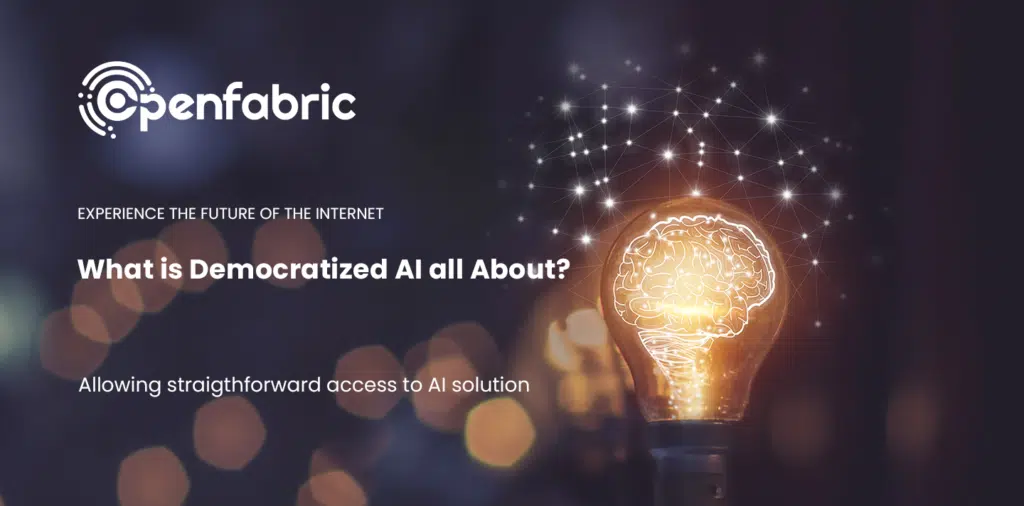 Openfabric
EXPERIENCE THE FUTURE OF THE INTERNET
What is Democratized AI all About?
Allowing straigthforward access to AI solution